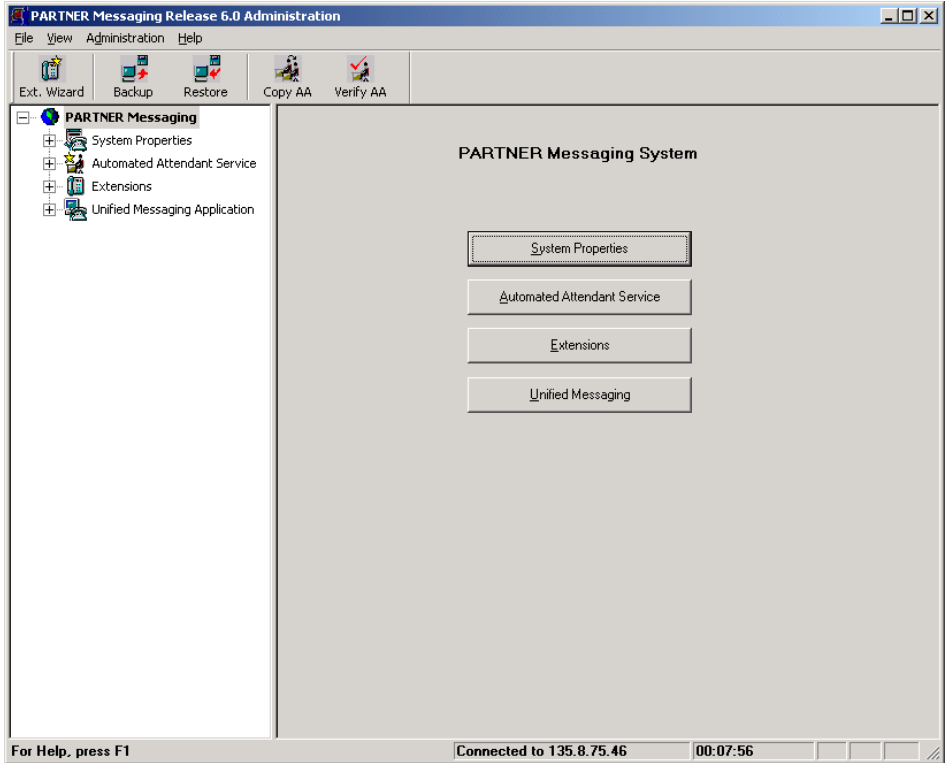 PARTNER Messaging Release 6.0 Administration
File View Administration Help
Ext. Wizard Backup Restore Copy AA Verify AA
PARTNER Messaging
System Properties
Automated Attendant Service
Extensions
Unified Messaging Application
PARTNER Messaging System
System Properties
Automated Attendant Service
Extensions
Unified Messaging
For Help, press F1 Connected to 135.8.75.46 00:07:56